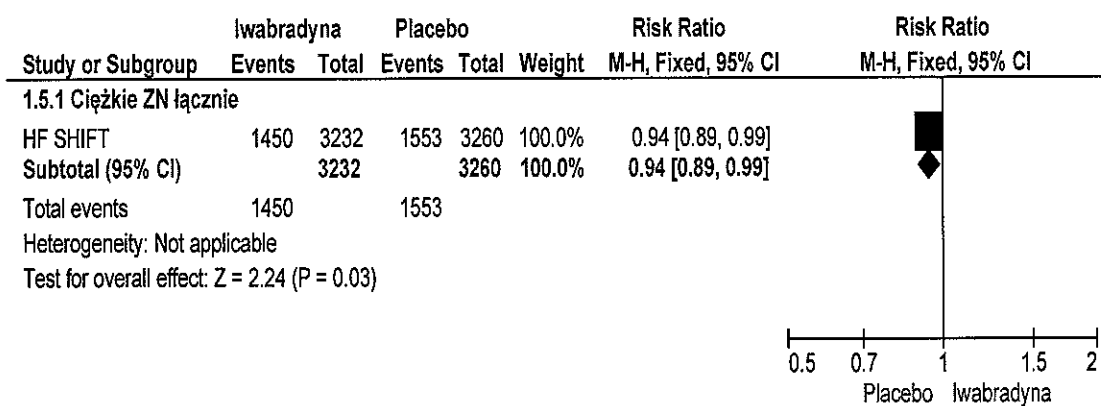 Iwabradyna Placebo Risk Ratio Risk Ratio
Study or Subgroup Events Total Events Total Weight M-H, Fixed, 95% CI M-H, Fixed, 95% CI
1.5.1 Ciężkie ZN łącznie
HF SHIFT 1450 3232 1553 3260 100.0% 0.94 [0.89, 0.99]
Subtotal (95% CI) 3232 3260 100.0% 0.94 [0.89, 0.99]
Total events 1450 1553
Heterogeneity: Not applicable
Test for overall effect: Z = 2.24 (P = 0.03)
0.5 0.7 1 1.5 2
Placebo Iwabradyna